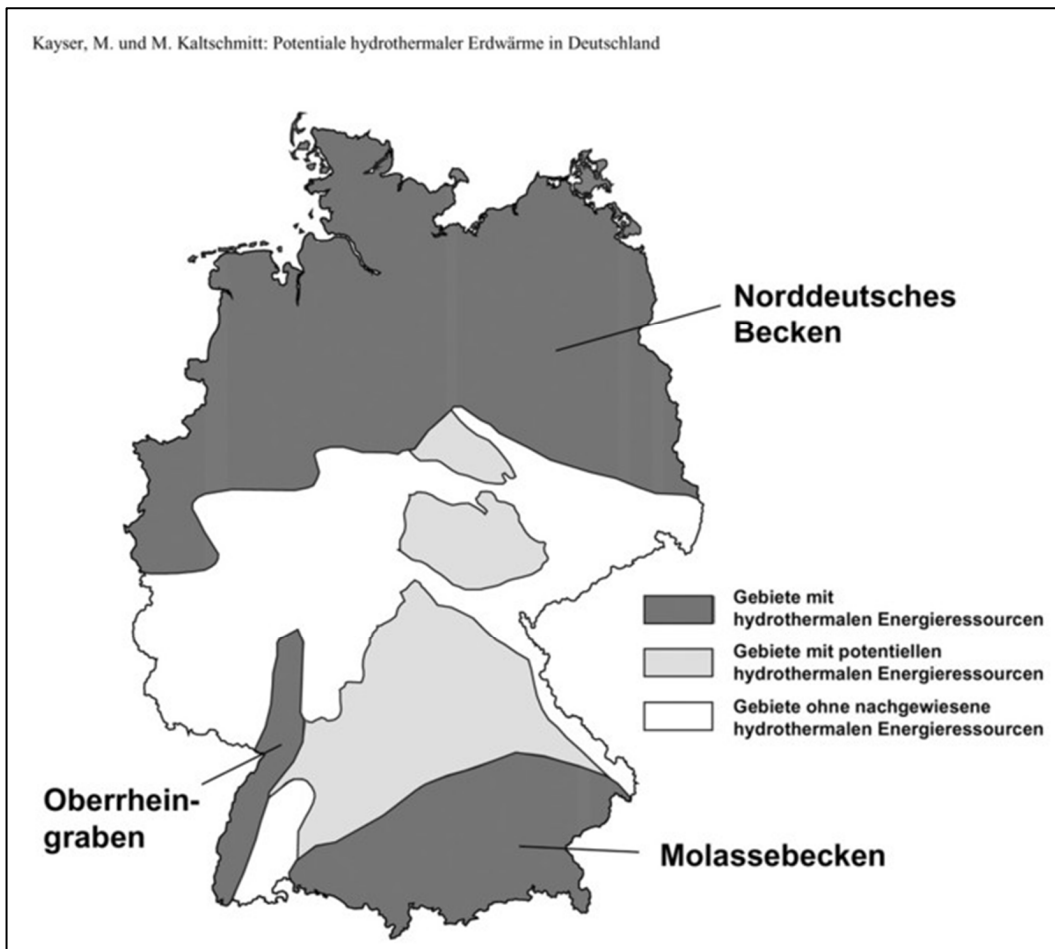 Kayser, M. und M. Kaltschmitt: Potentiale hydrothermaler Erdwärme in Deutschland
Norddeutsches
Becken
Gebiete mit
hydrothermalen Energieressourcen
Gebiete mit potentiellen
hydrothermalen Energieressourcen
Gebiete ohne nachgewiesene
hydrothermalen Energieressourcen
Oberrhein-
graben
Molassebecken